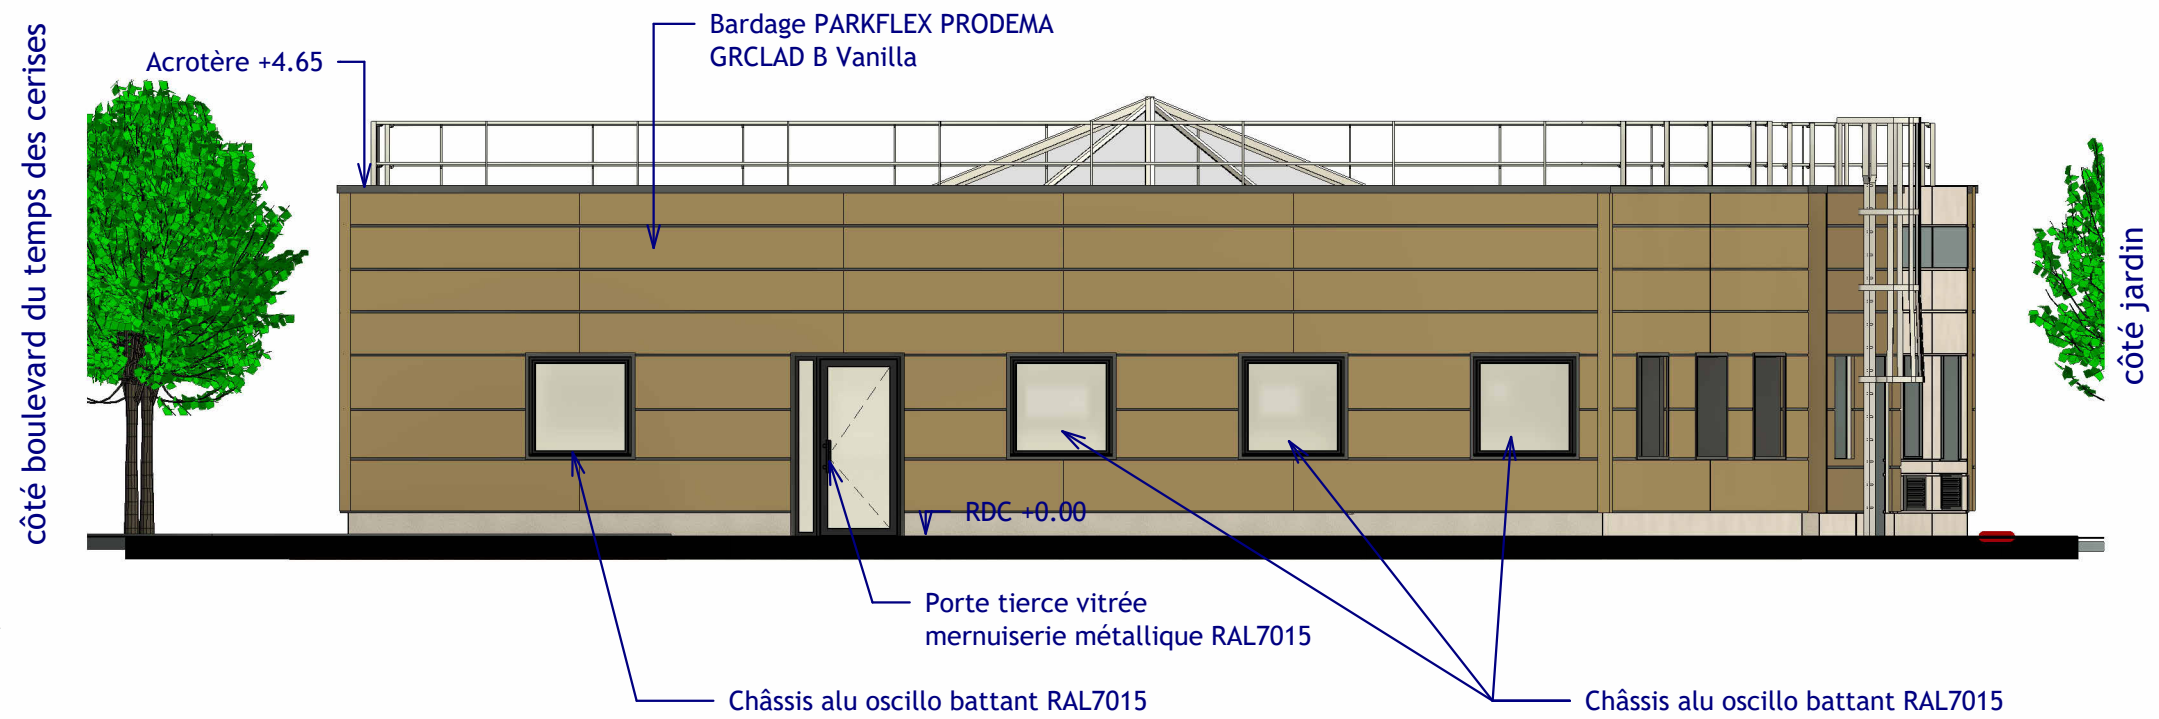 Bardage PARKFLEX PRODEMA
GRCLAD B Vanilla
Acrotère +4.65
côté boulevard du temps des cerises
côté jardin
RDC +0.00
Porte tierce vitrée
mernuiserie métallique RAL7015
Châssis alu oscillo battant RAL7015
Châssis alu oscillo battant RAL7015